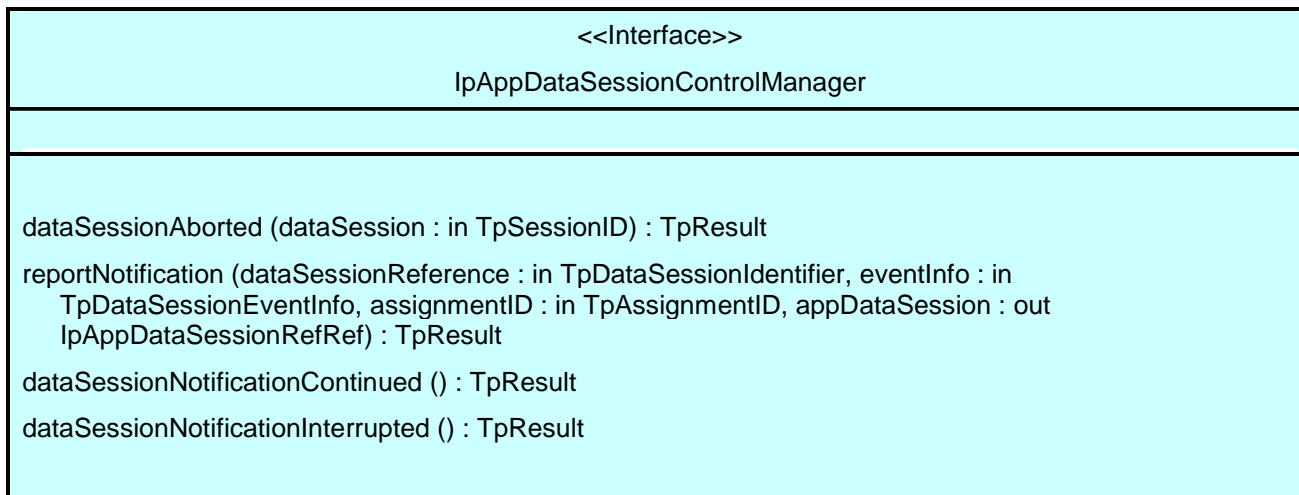 <<Interface>>
IpAppDataSessionControlManager
dataSessionAborted (dataSession : in TpSessionID) : TpResult
reportNotification (dataSessionReference : in TpDataSessionIdentifier, eventInfo : in
TpDataSessionEventInfo, assignmentID : in TpAssignmentID, appDataSession : out
IpAppDataSessionRefRef) : TpResult
dataSessionNotificationContinued () : TpResult
dataSessionNotificationInterrupted () : TpResult